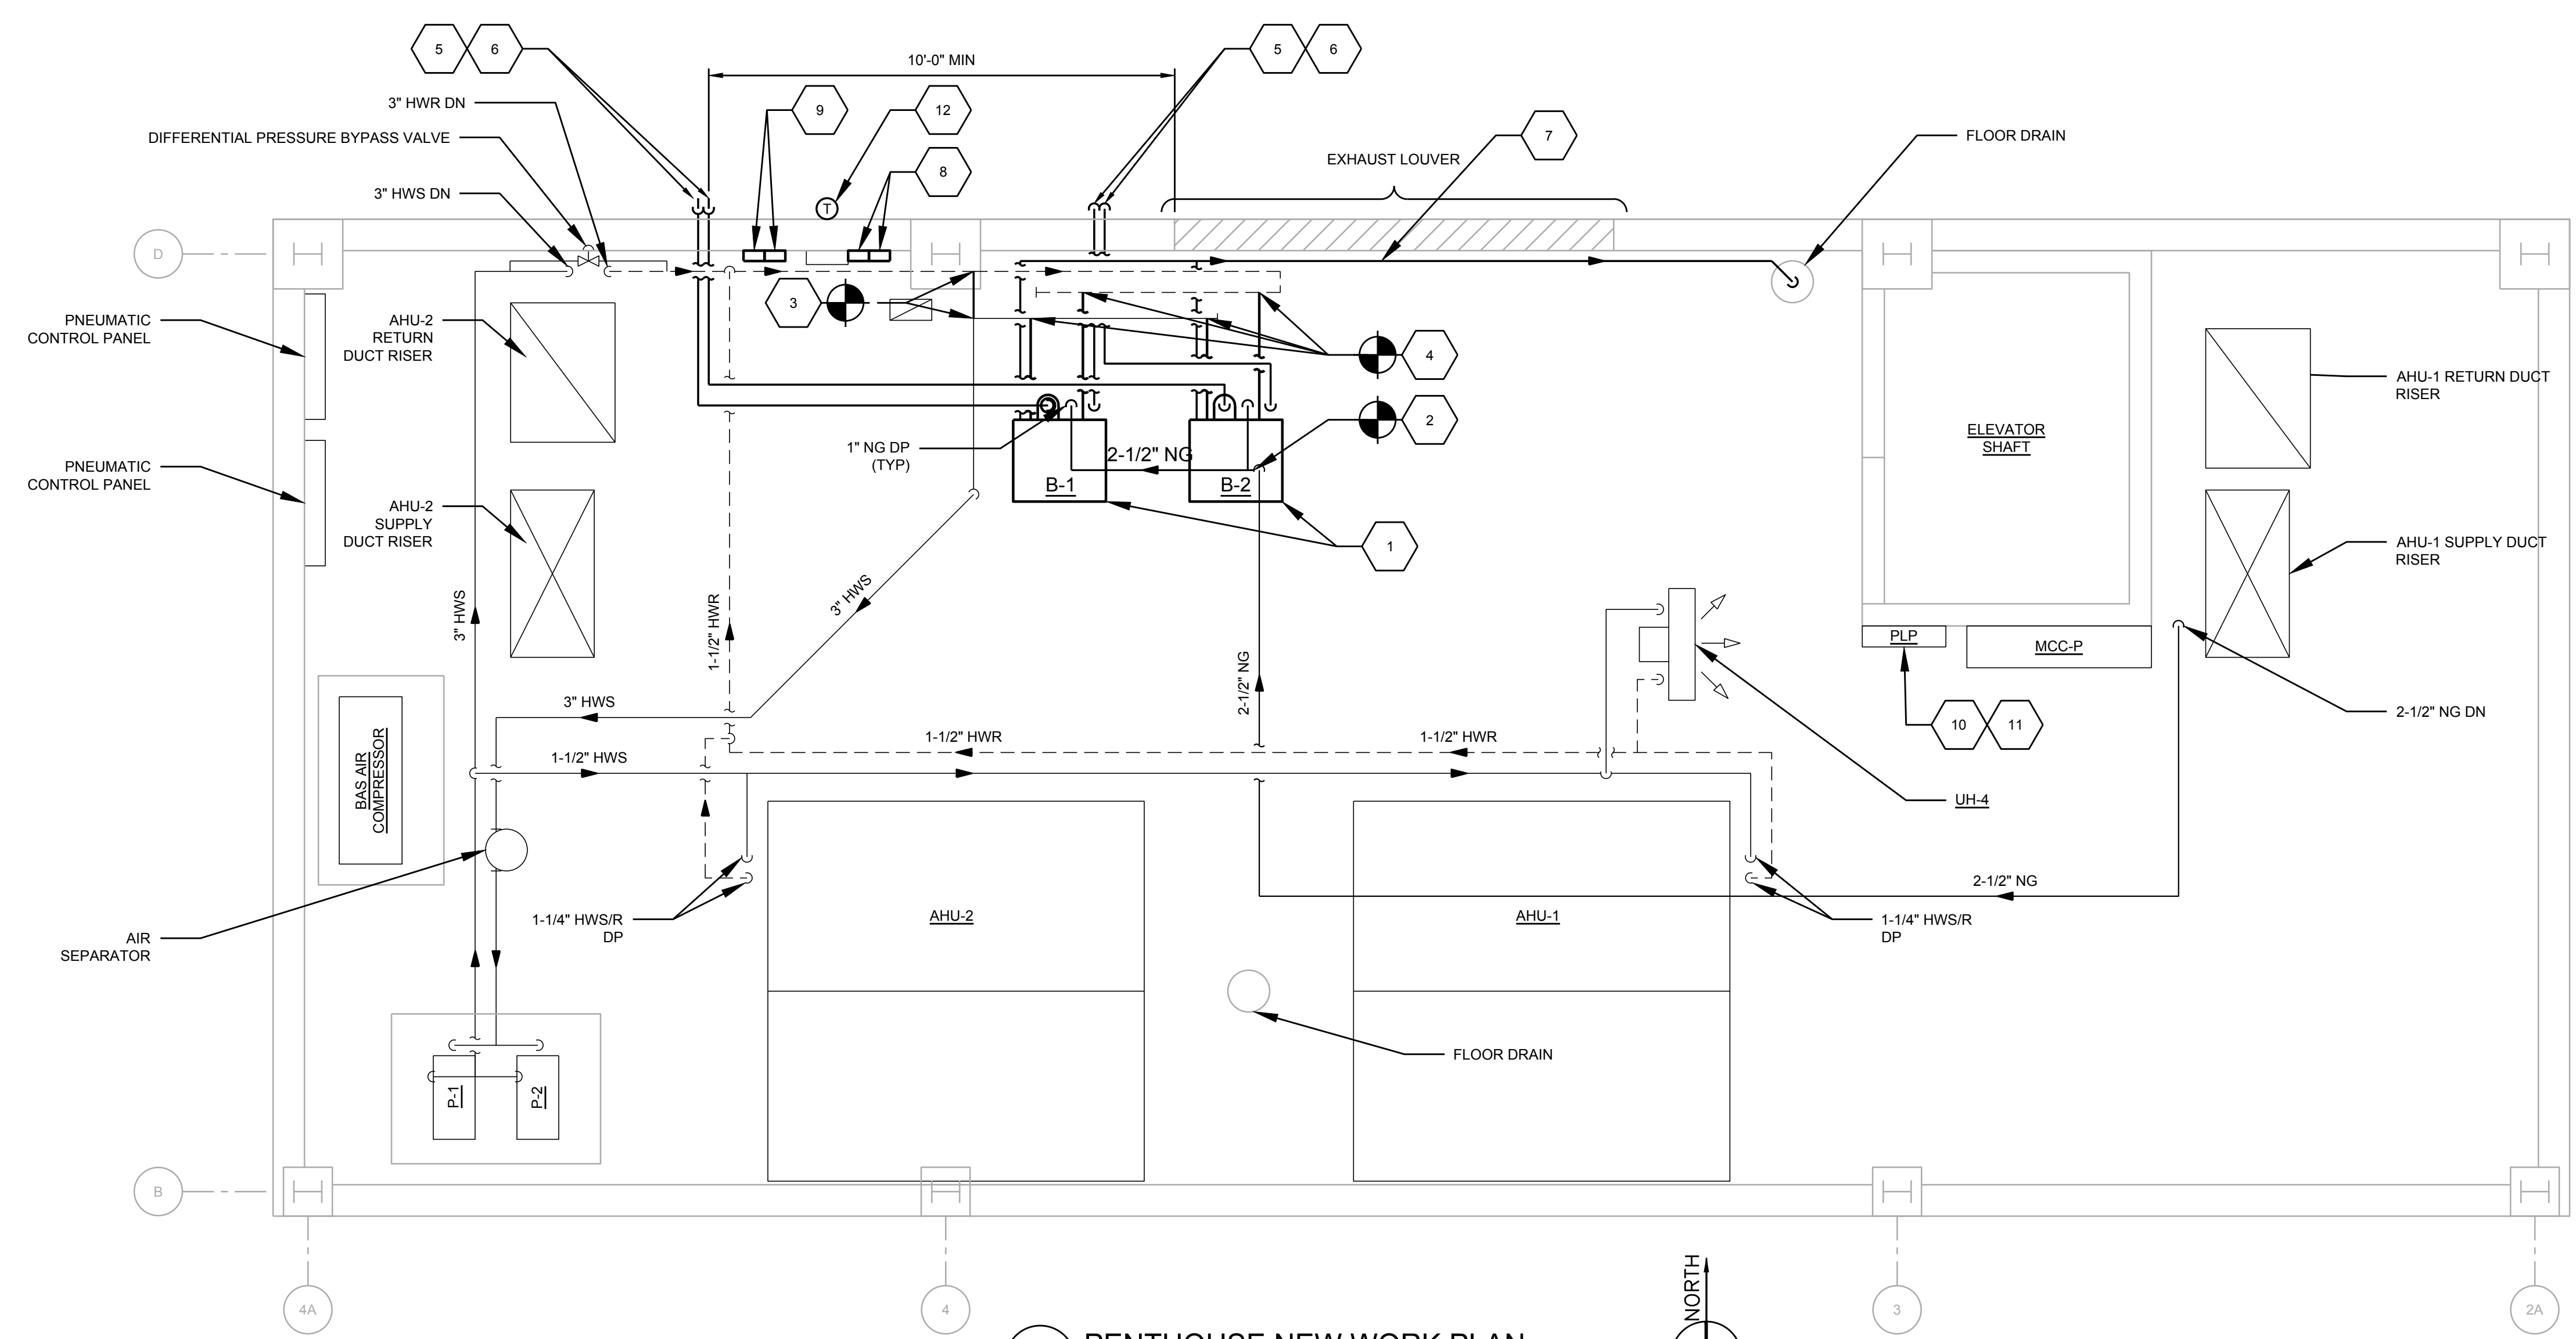 5
6
10'-0" MIN
5
6
3" HWR DN
9
12
7
FLOOR DRAIN
DIFFERENTIAL PRESSURE BYPASS VALVE
EXHAUST LOUVER
8
3" HWS DN
T
D
PNEUMATIC
CONTROL PANEL
AHU-2
RETURN
DUCT RISER
3
4
AHU-1 RETURN DUCT
RISER
2
ELEVATOR
SHAFT
PNEUMATIC
CONTROL PANEL
1" NG DP
(TYP)
2-1/2" NG
B-1
B-2
AHU-2
SUPPLY
DUCT RISER
1
AHU-1 SUPPLY DUCT
RISER
3" HWS
1-1/2" HWR
3" HWS
PLP
MCC-P
2-1/2" NG
3" HWS
10
11
2-1/2" NG DN
1-1/2" HWR
1-1/2" HWR
1-1/2" HWS
BAS AIR
COMPRESSOR
UH-4
2-1/2" NG
1-1/4" HWS/R
DP
AHU-2
AHU-1
1-1/4" HWS/R
DP
AIR
SEPARATOR
FLOOR DRAIN
P-1
P-2
B
NORTH
4A
4
3
2A
PENTHOUSE NEW WORK PLAN